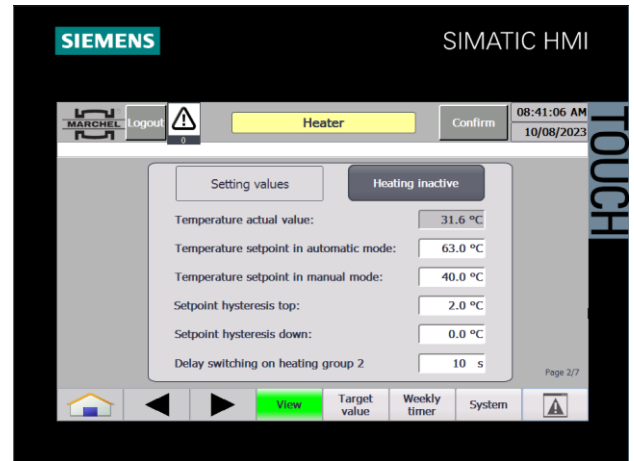 SIEMENS
SIMATIC HMI
TOUCH
MARCHEL
Logout
0
Heater
Confirm
08:41:06 AM
10/08/2023
Setting values
Heating inactive
Temperature actual value: 31.6 °C
Temperature setpoint in automatic mode: 63.0 °C
Temperature setpoint in manual mode: 40.0 °C
Setpoint hysteresis top: 2.0 °C
Setpoint hysteresis down: 0.0 °C
Delay switching on heating group 2 10 s
Page 2/7
View
Target
value
Weekly
timer
System